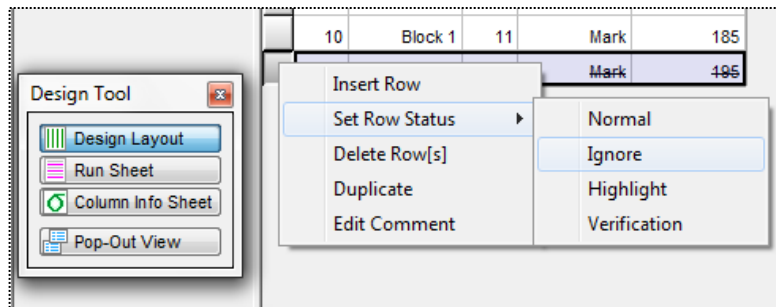 10 Block 1 11 Mark 185
Mark 195
Design Tool
Design Layout
Run Sheet
Column Info Sheet
Pop-Out View
Insert Row
Set Row Status
Delete Row[s]
Duplicate
Edit Comment
Normal
Ignore
Highlight
Verification